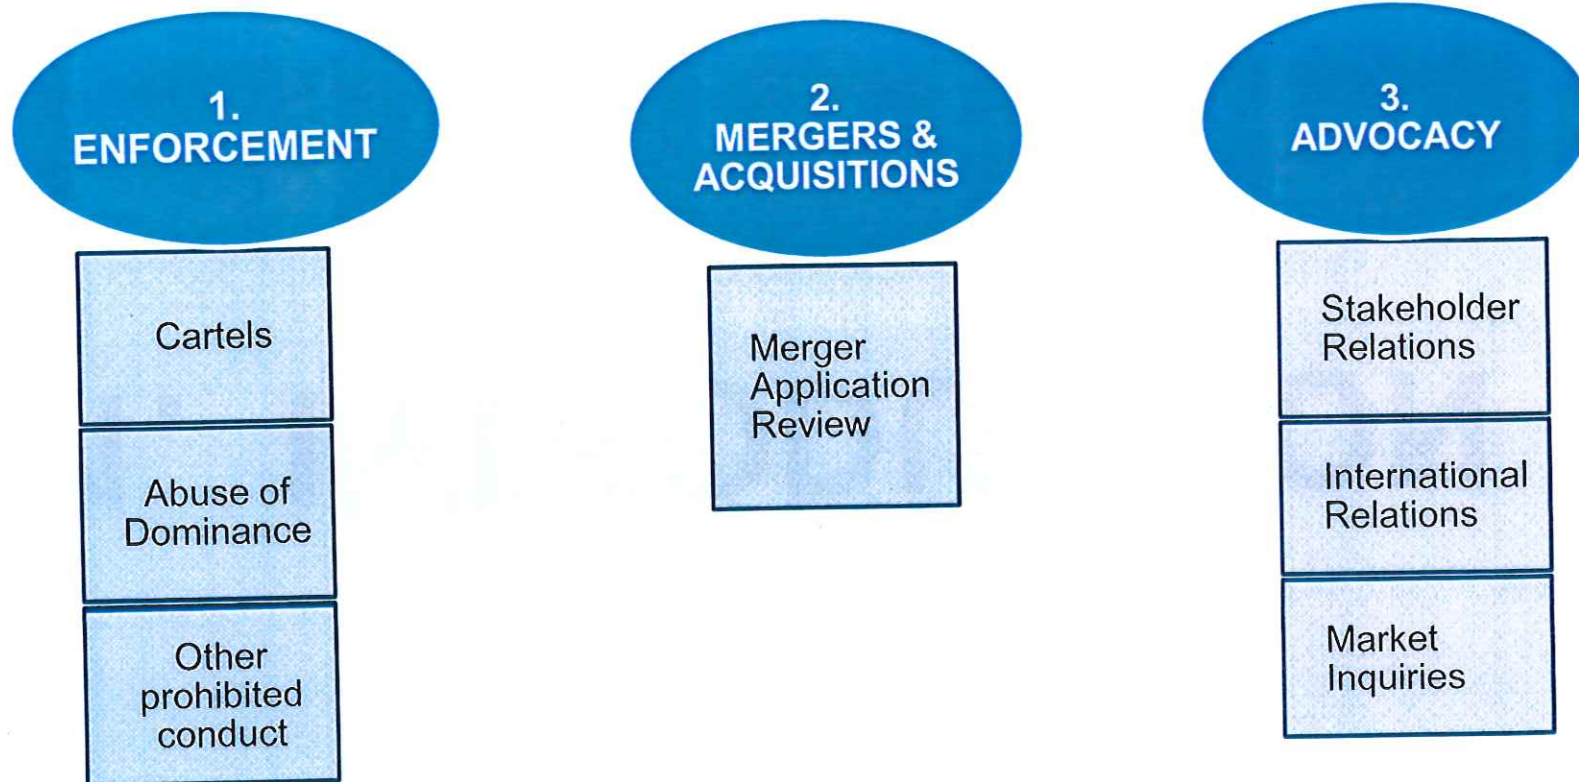 1.
ENFORCEMENT
Cartels
Abuse of
Dominance
Other
prohibited
conduct
2.
MERGERS &
ACQUISITIONS
Merger
Application
Review
3.
ADVOCACY
Stakeholder
Relations
International
Relations
Market
Inquiries